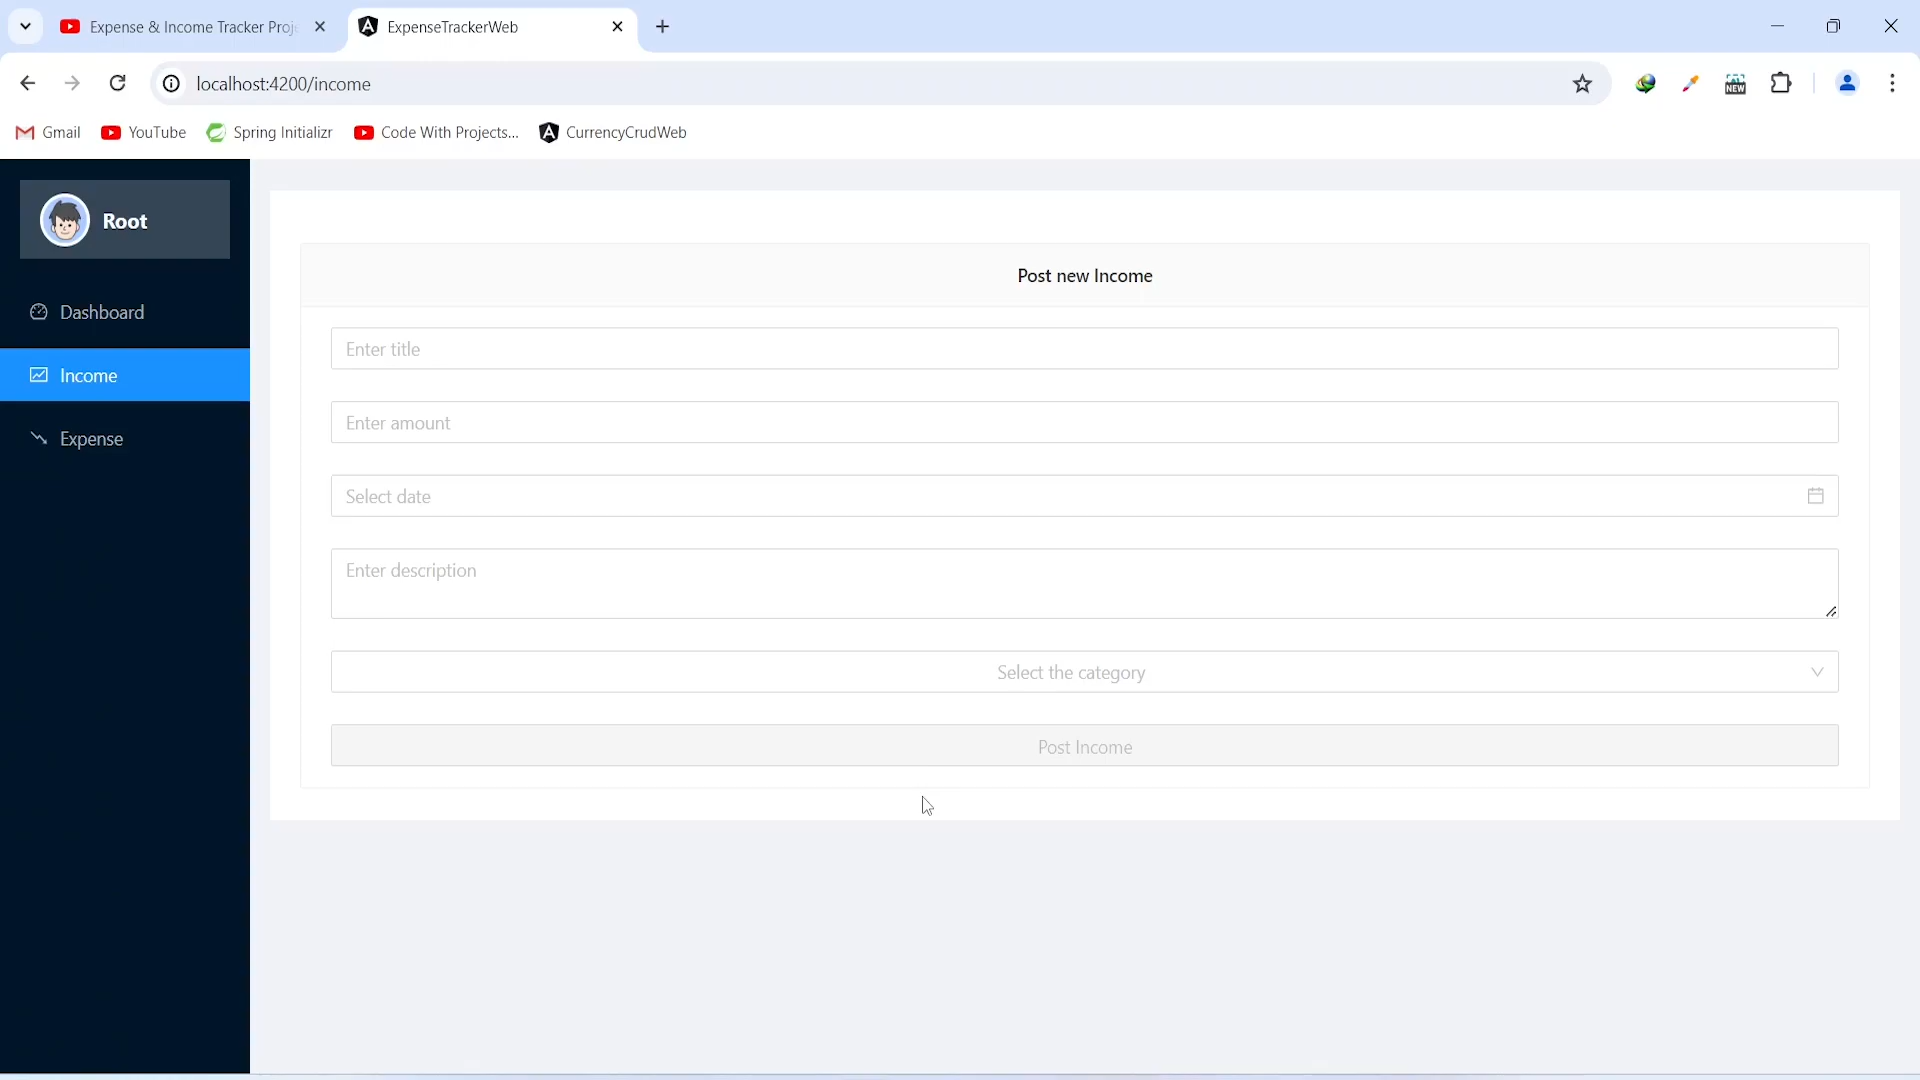 Expense & Income Tracker Proj
ExpenseTrackerWeb
localhost:4200/income
NEW
Gmail
YouTube
Spring Initializr
Code With Projects...
CurrencyCrudWeb
Root
Dashboard
Income
Expense
Post new Income
Enter title
Enter amount
Select date
Enter description
Select the category
Post Income